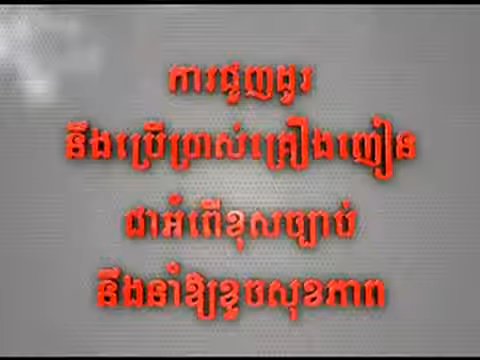 ការជួញដូរ
នឹងប្រើប្រាស់គ្រឿងញៀន
ជាអំពើខុសច្បាប់
នឹងនាំឱ្យខូចសុខភាព